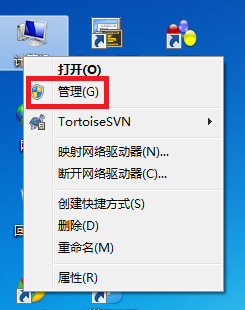 打开(O)
管理(G)
TortoiseSVN
映射网络驱动器(N)...
断开网络驱动器(C)...
创建快捷方式(S)
删除(D)
重命名(M)
属性(R)